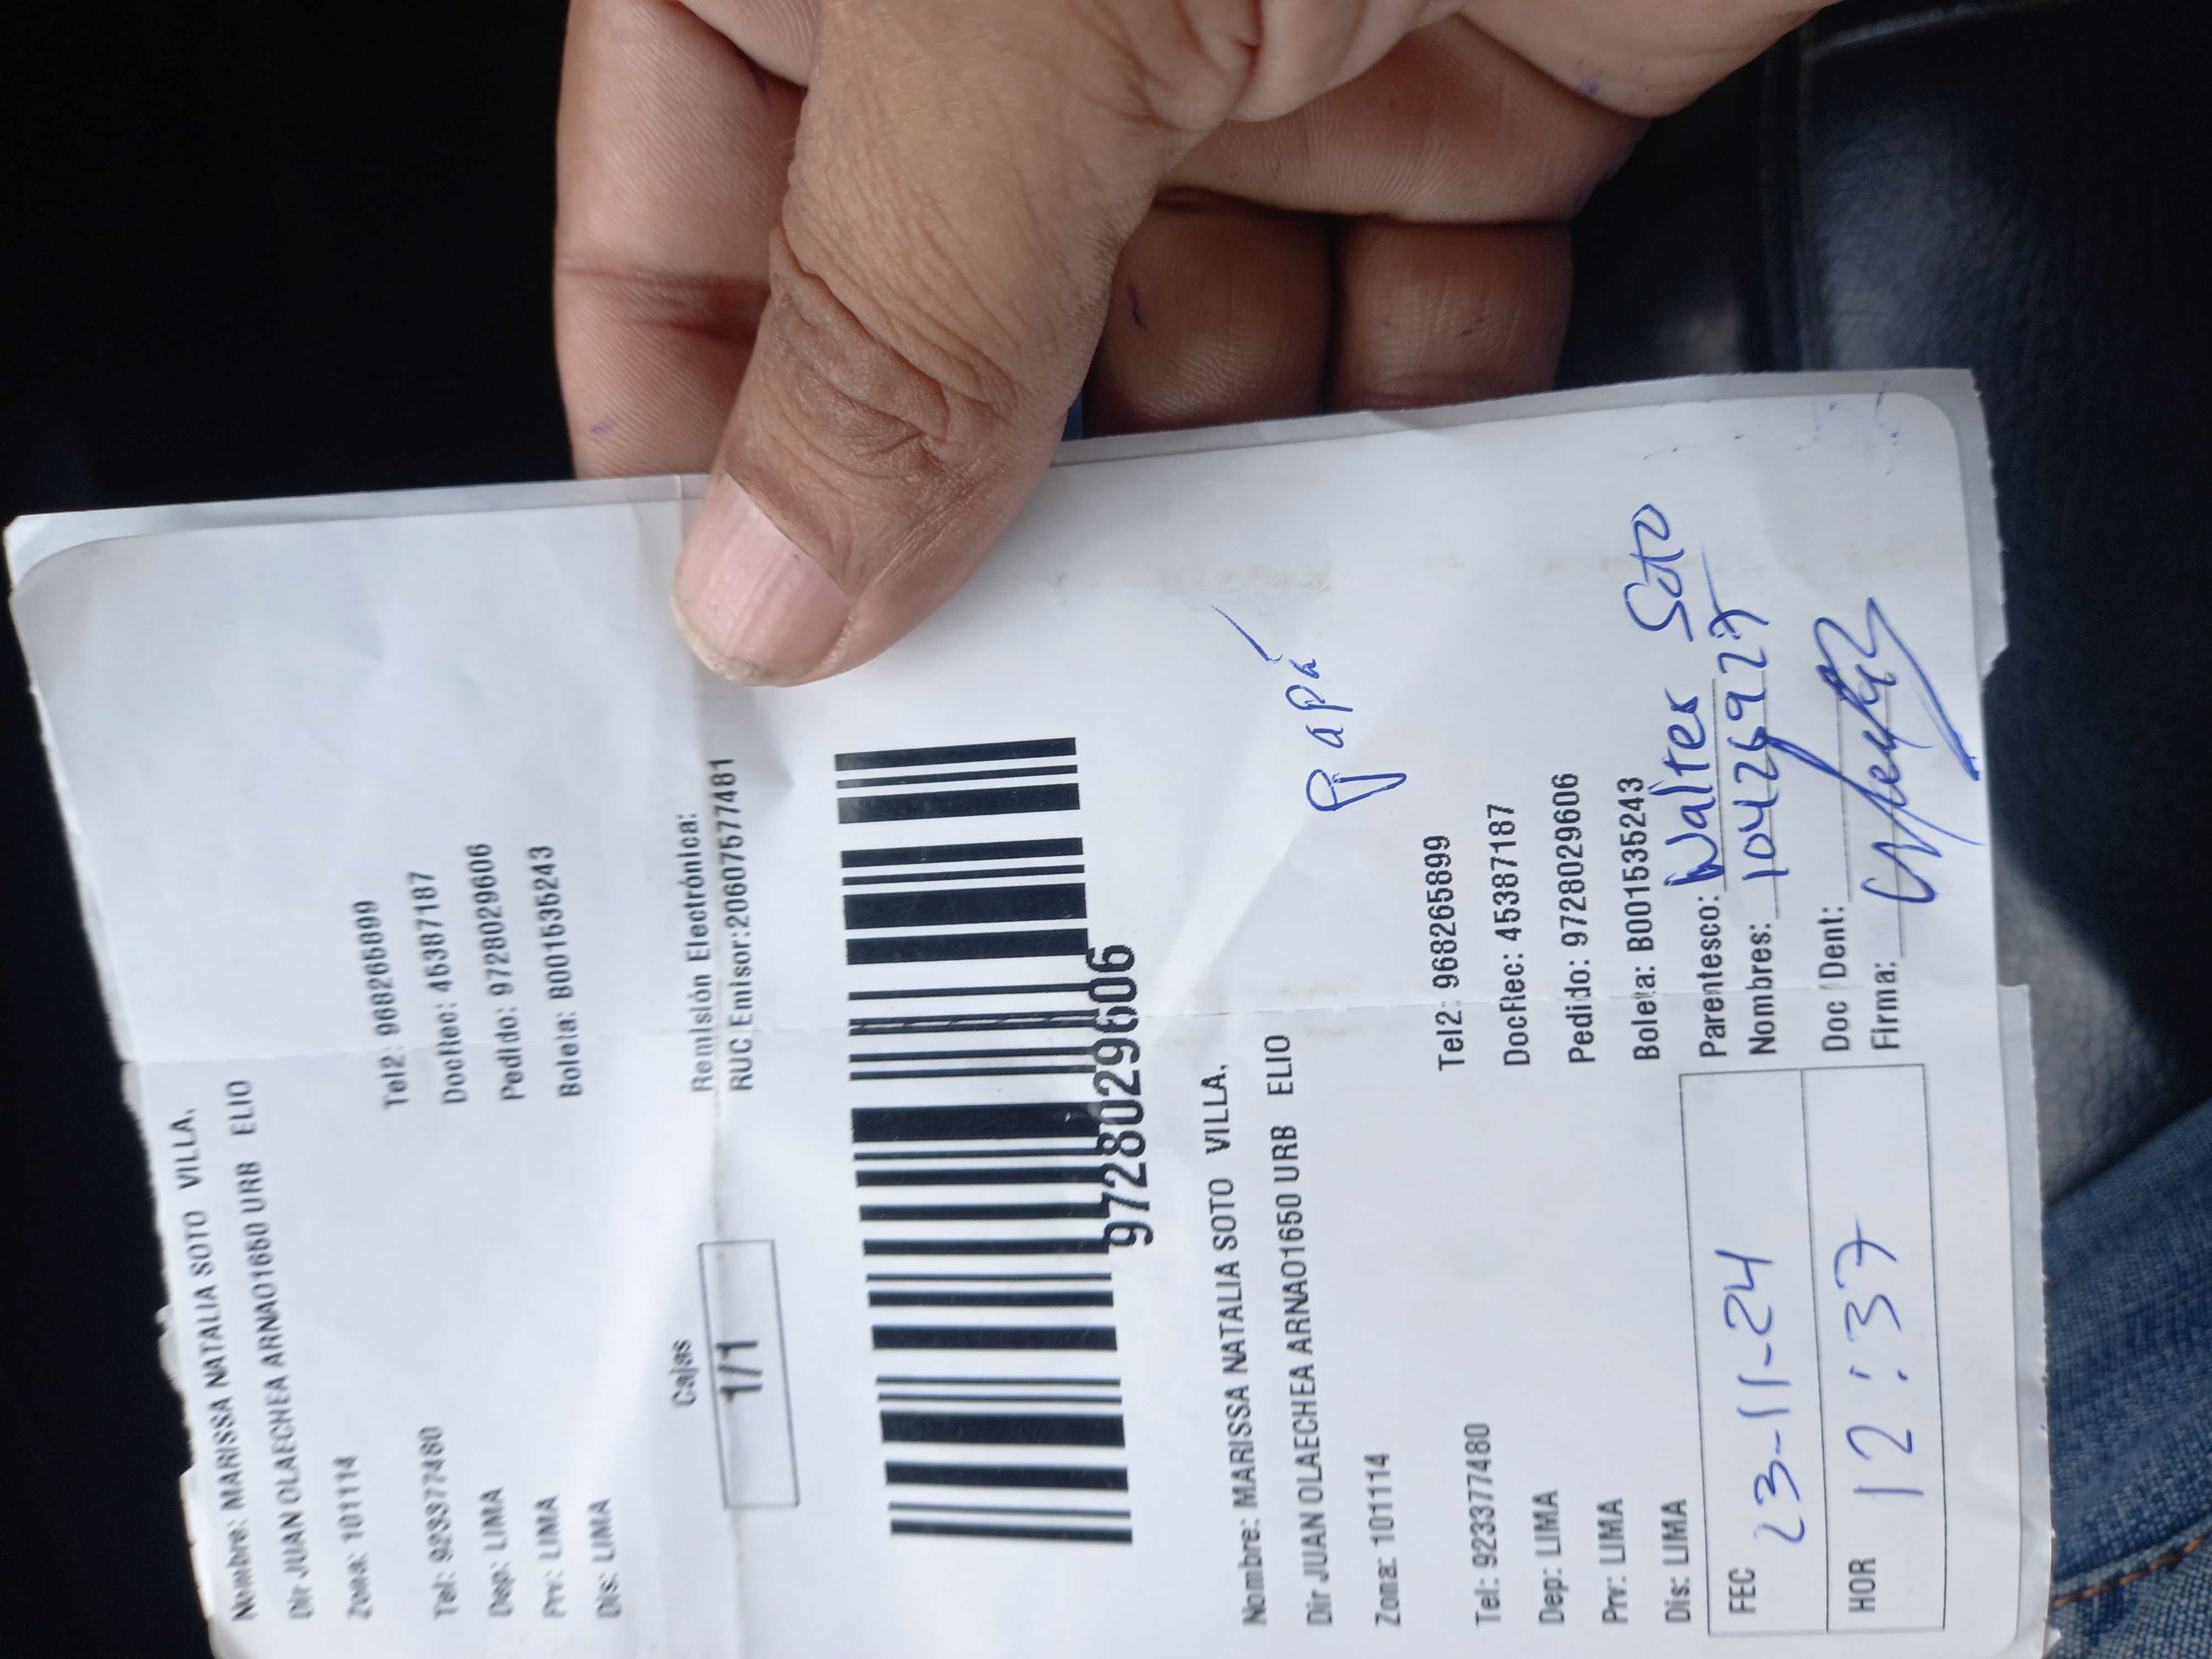 Nombre: MARISSA NATALIA SOTO VILLA,
Dir JUAN OLAECHEA ARNAO1650 URB ELIO
Zona: 101114
Tel: 923377480 Tel2: 968265899
Dep: LIMA DocRec: 45387187
Prv: LIMA Pedido: 9728029606
Dis: LIMA Boleta: B001535243
Cajas Remisión Electrónica:
1/1 RUC Emisor:20607577481
9728029606
Nombre: MARISSA NATALIA SOTO VILLA,
Dir JUAN OLAECHEA ARNAO1650 URB ELIO
Papá
Zona: 101114
Tel: 923377480 Tel2: 968265899
Dep: LIMA DocRec: 45387187
Prv: LIMA Pedido: 9728029606
Dis: LIMA Boleta: B001535243
FEC 23-11-24 Parentesco: Walter Soto
Nombres: 10426927
HOR 12:37 Doc Dent:
Firma: